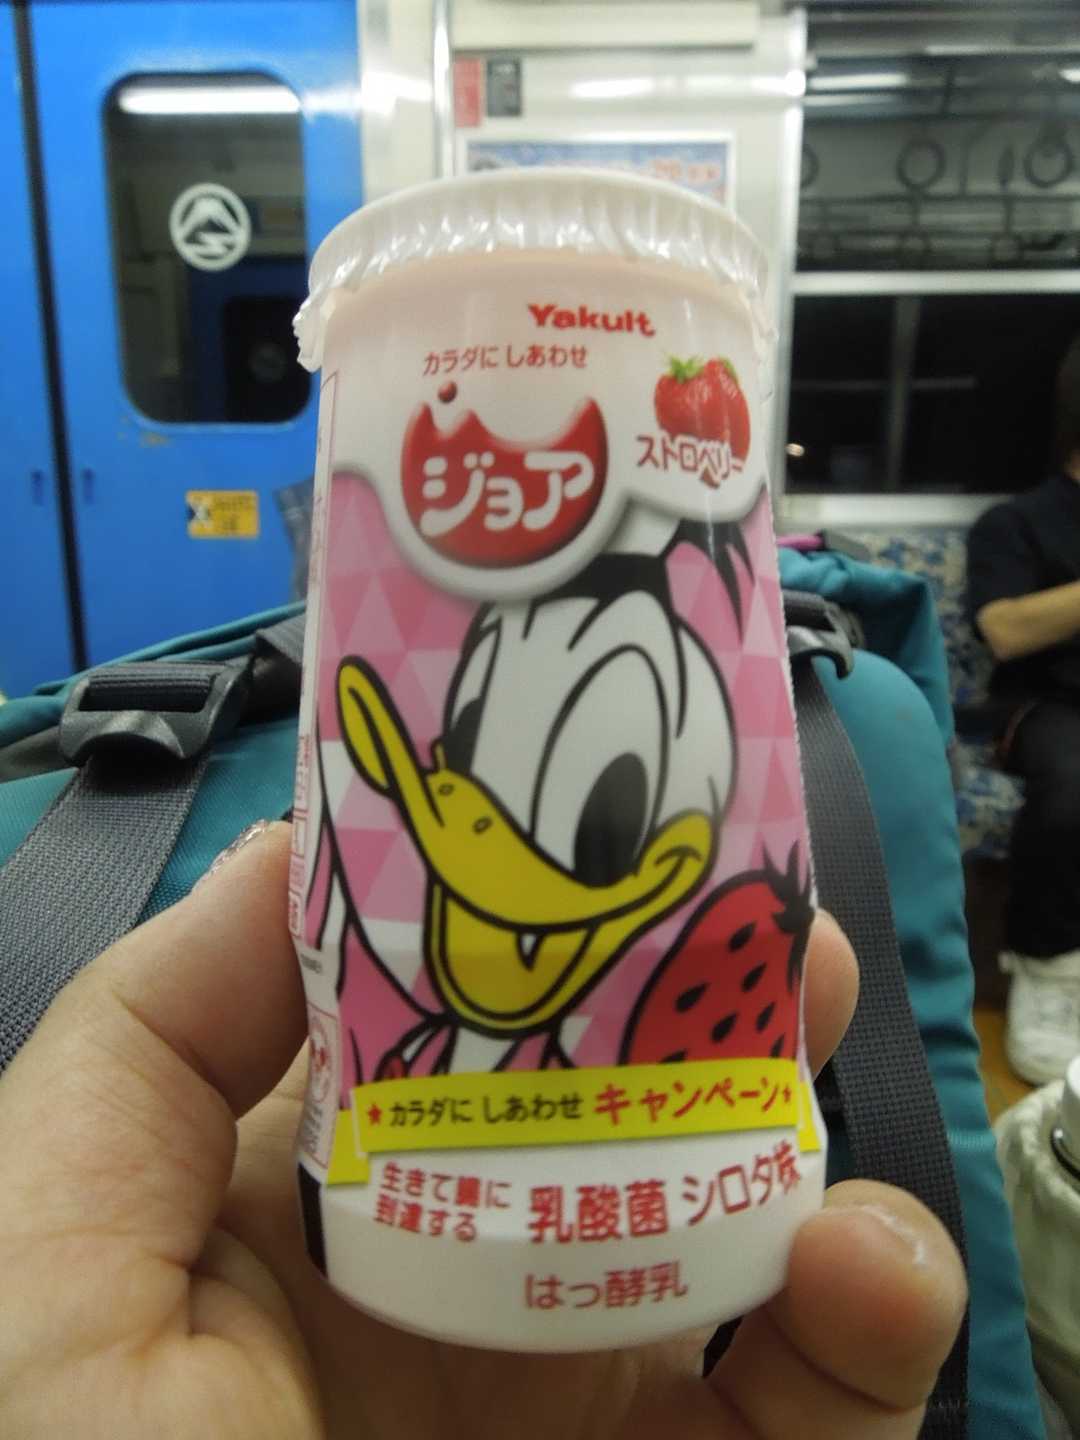 Yakult
カラダに しあわせ
ジョア
ストロベリー
★カラダに しあわせ キャンペーン★
生きて腸に
到達する
乳酸菌 シロタ株
はっ酵乳